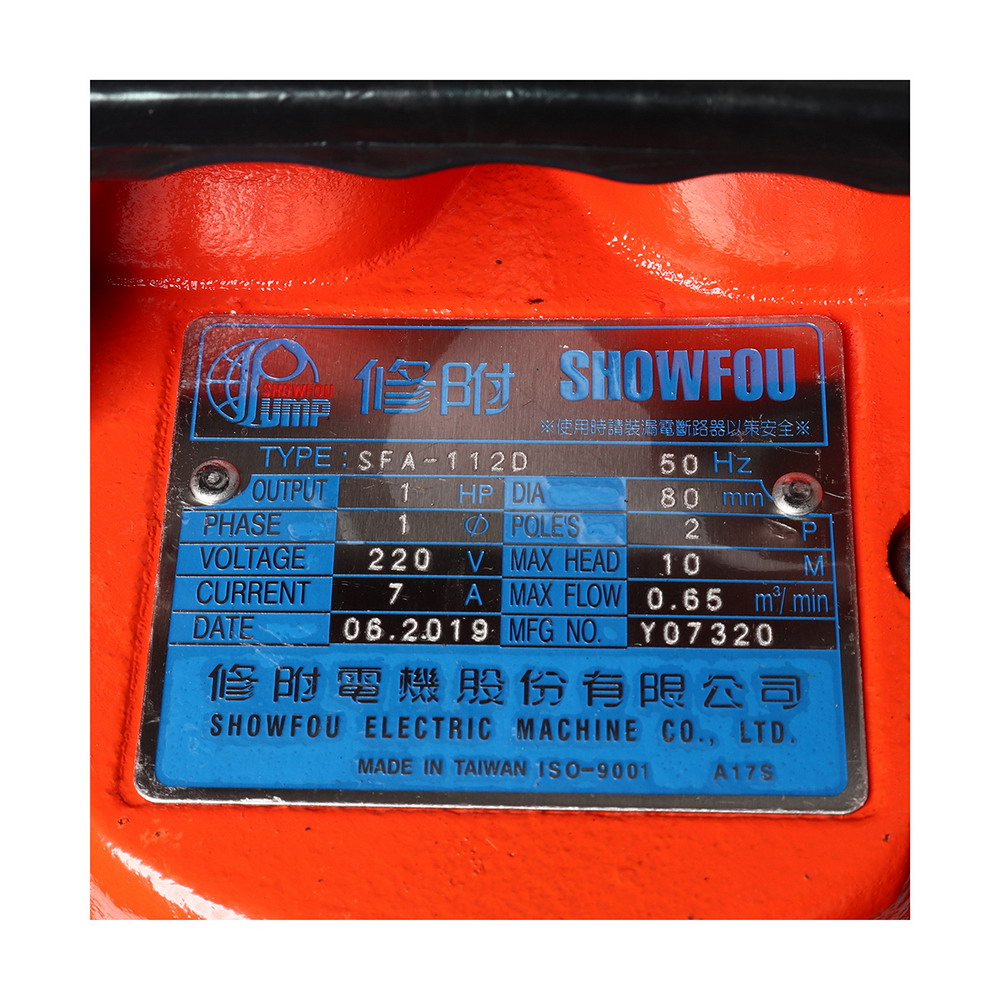 SHOWFOU
PUMP
修附 SHOWFOU
※使用時請裝漏電斷路器以策安全※
TYPE: SFA-112D 50 Hz
OUTPUT 1 HP DIA 80 mm
PHASE 1 Ø POLE'S 2 P
VOLTAGE 220 V MAX HEAD 10 M
CURRENT 7 A MAX FLOW 0.65 m³/min
DATE 06.2019 MFG NO. Y07320
修附電機股份有限公司
SHOWFOU ELECTRIC MACHINE CO., LTD.
MADE IN TAIWAN ISO-9001 A17S